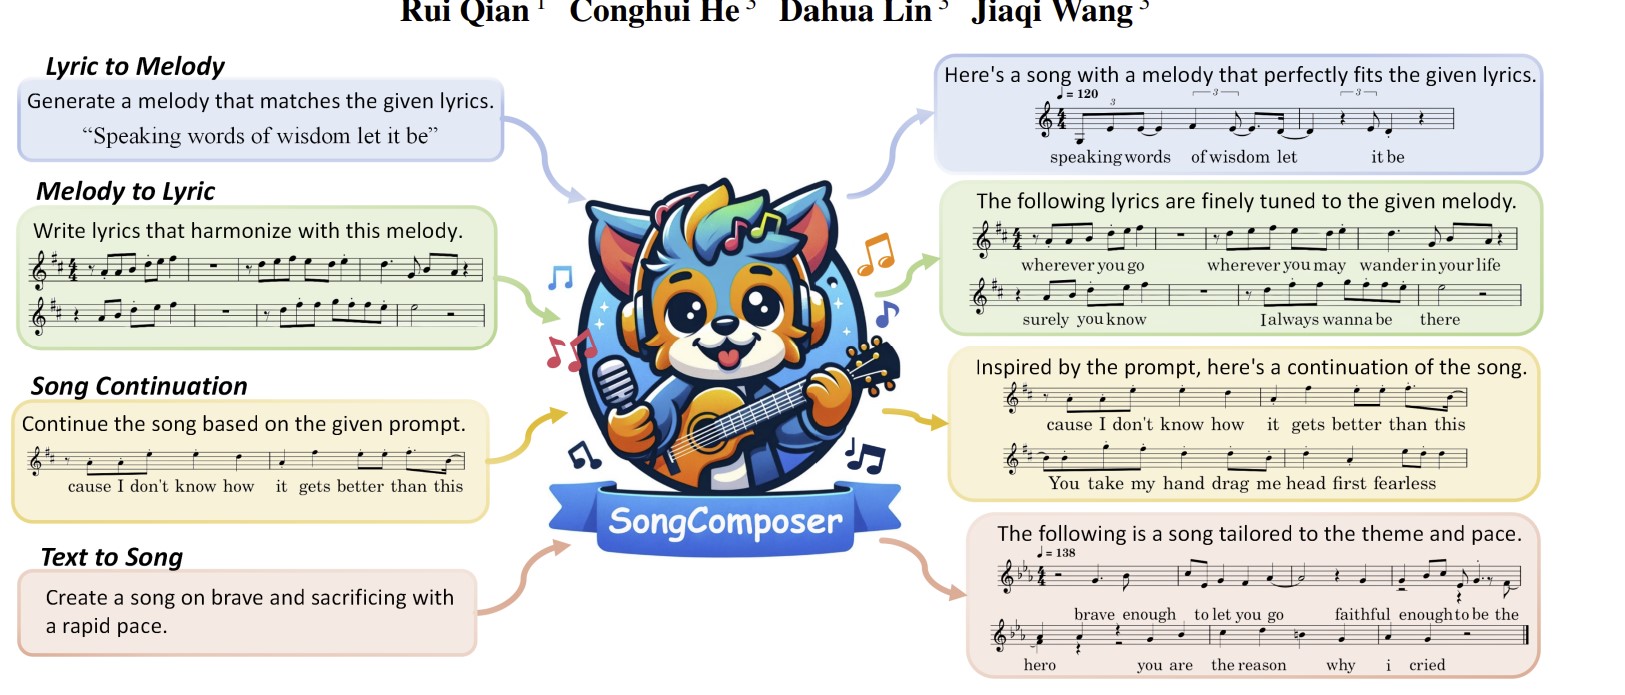 Rui Qian 1 Conghui He 3 Dahua Lin 3 Jiaqi Wang 3
Lyric to Melody
Generate a melody that matches the given lyrics.
“Speaking words of wisdom let it be”
Melody to Lyric
Write lyrics that harmonize with this melody.
Song Continuation
Continue the song based on the given prompt.
cause I don't know how it gets better than this
Text to Song
Create a song on brave and sacrificing with
a rapid pace.
SongComposer
Here's a song with a melody that perfectly fits the given lyrics.
♩ = 120
3 3 3
speaking words of wisdom let it be
The following lyrics are finely tuned to the given melody.
wherever you go wherever you may wander in your life
surely you know I always wanna be there
Inspired by the prompt, here's a continuation of the song.
cause I don't know how it gets better than this
You take my hand drag me head first fearless
The following is a song tailored to the theme and pace.
♩ = 138
brave enough to let you go faithful enough to be the
hero you are the reason why i cried